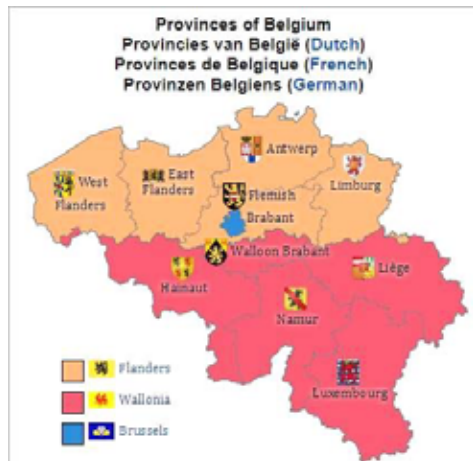 Provinces of Belgium
Provincies van België (Dutch)
Provinces de Belgique (French)
Provinzen Belgiens (German)
Antwerp
West
Flanders
East
Flanders
Limburg
Flemish
Brabant
Walloon Brabant
Hainaut
Liège
Namur
Luxembourg
Flanders
Wallonia
Brussels